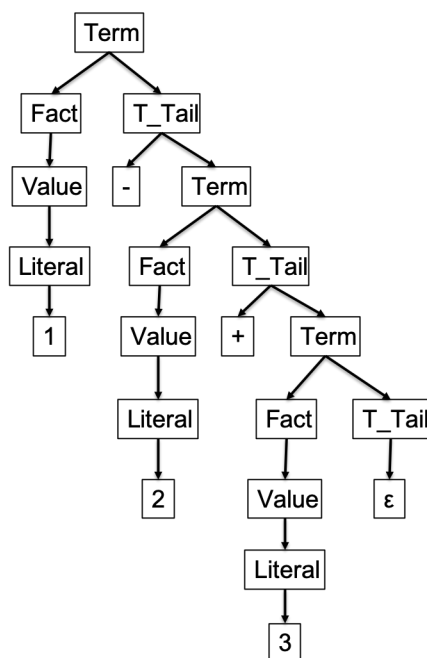 Term
Fact T_Tail
Value - Term
Literal Fact T_Tail
1 Value + Term
Literal Fact T_Tail
2 Value ε
Literal
3